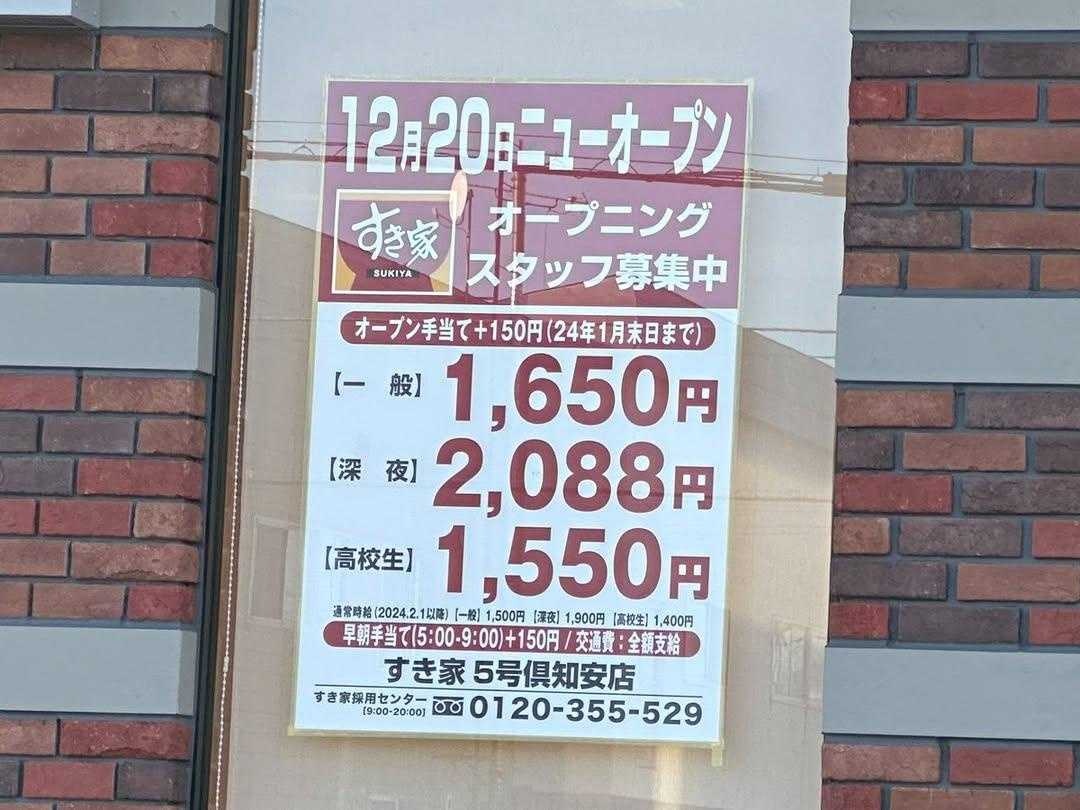 12月20日ニューオープン
すき家
SUKIYA
オープニング
スタッフ募集中
オープン手当て+150円(24年1月末日まで)
【一 般】1,650円
【深 夜】2,088円
【高校生】1,550円
通常時給(2024.2.1以降)【一般】1,500円 【深夜】1,900円 【高校生】1,400円
早朝手当て(5:00-9:00)+150円 / 交通費:全額支給
すき家 5号倶知安店
すき家採用センター
[9:00-20:00]
0120-355-529